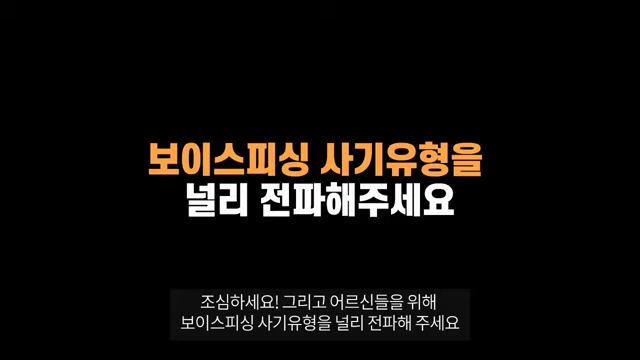 보이스피싱 사기유형을
널리 전파해주세요
조심하세요! 그리고 어르신들을 위해
보이스피싱 사기유형을 널리 전파해 주세요